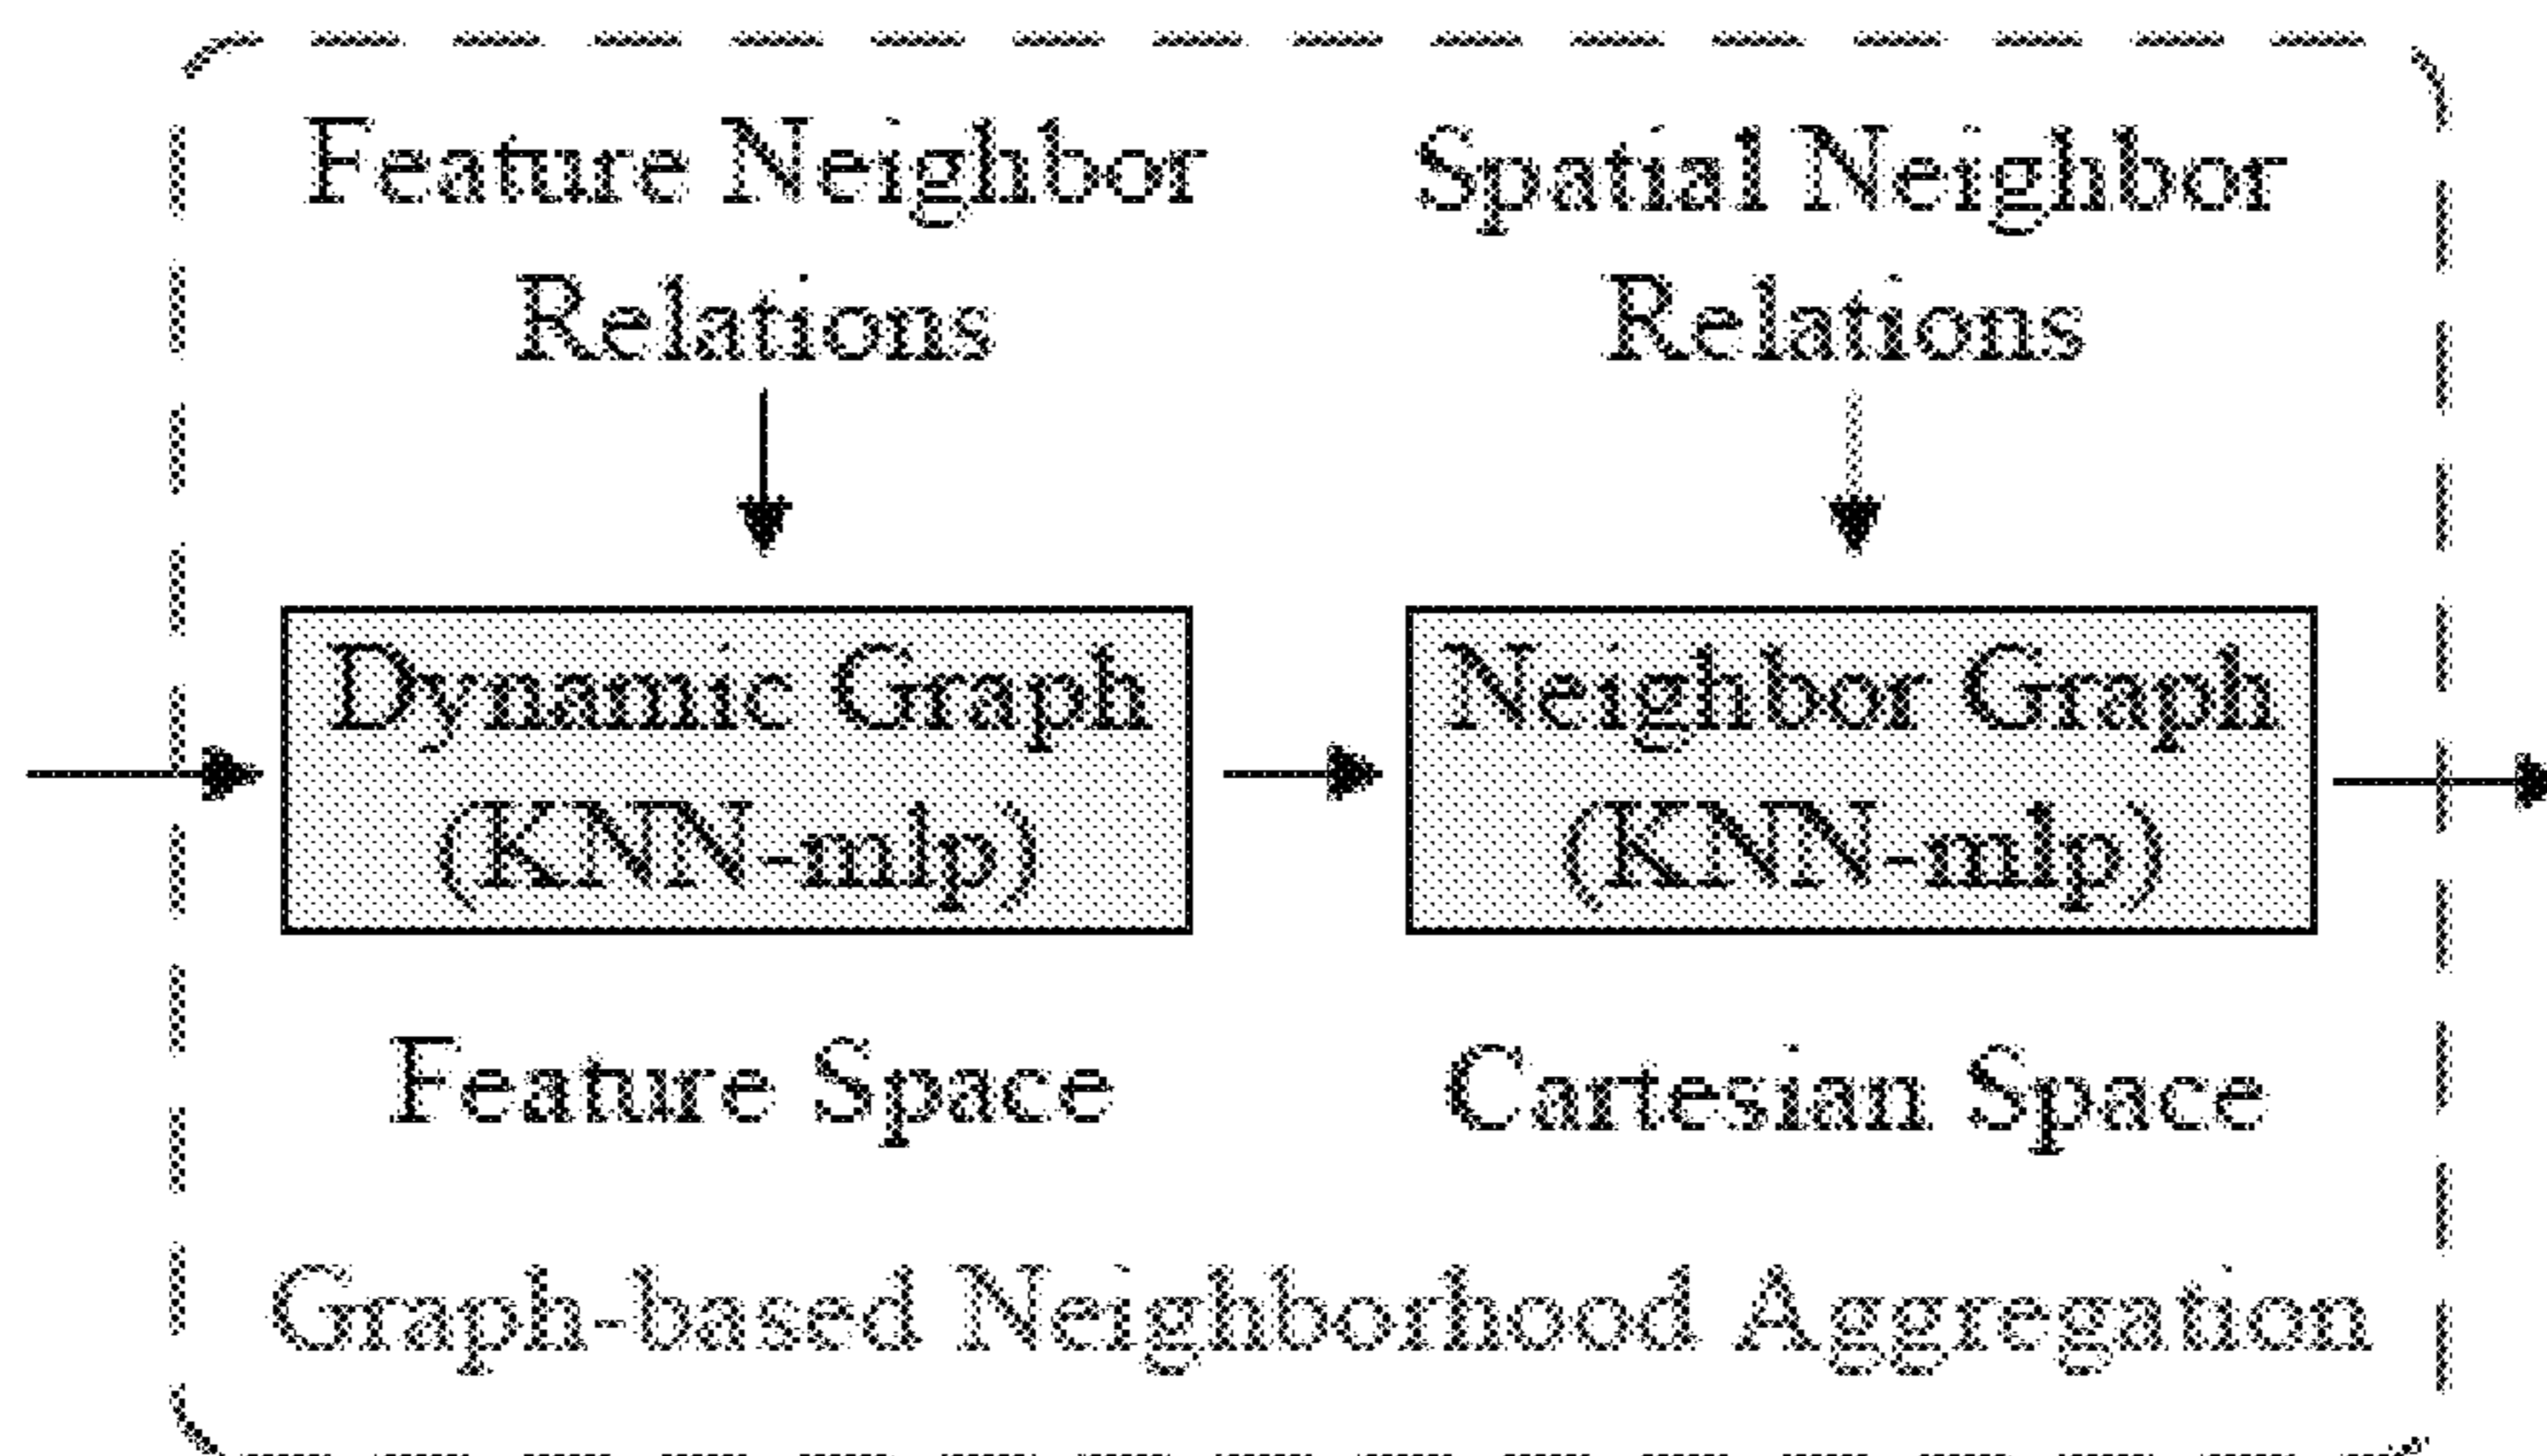 Feature Neighbor
Relations
Spatial Neighbor
Relations
Dynamic Graph
(KNN-mlp)
Neighbor Graph
(KNN-mlp)
Feature Space
Cartesian Space
Graph-based Neighborhood Aggregation